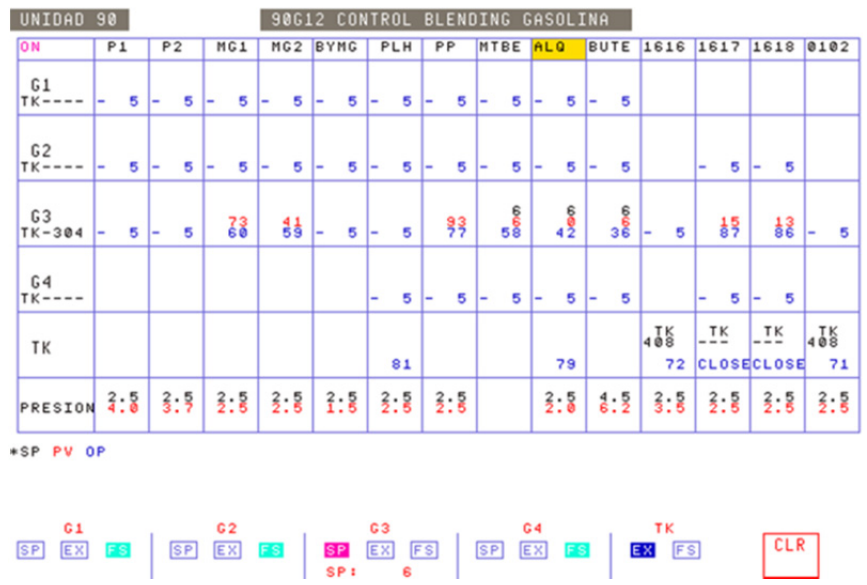 UNIDAD 90 90G12 CONTROL BLENDING GASOLINA
ON P1 P2 MG1 MG2 BYMG PLH PP MTBE ALQ BUTE 1616 1617 1618 0102
G1
TK---- - 5 - 5 - 5 - 5 - 5 - 5 - 5 - 5 - 5 - 5
G2
TK---- - 5 - 5 - 5 - 5 - 5 - 5 - 5 - 5 - 5 - 5 - 5 - 5
6 6 6
G3 73 41 93 6 0 6 15 13
TK-304 - 5 - 5 60 59 - 5 - 5 77 58 42 36 - 5 87 86 - 5
G4
TK---- - 5 - 5 - 5 - 5 - 5 - 5 - 5
TK TK TK TK
TK 408 --- --- 408
81 79 72 CLOSE CLOSE 71
2.5 2.5 2.5 2.5 2.5 2.5 2.5 2.5 4.5 2.5 2.5 2.5 2.5
PRESION 4.0 3.7 2.5 2.5 1.5 2.5 2.5 2.0 6.2 3.5 2.5 2.5 2.5
*SP PV OP
G1 G2 G3 G4 TK
SP EX FS SP EX FS SP EX FS SP EX FS EX FS CLR
SP: 6